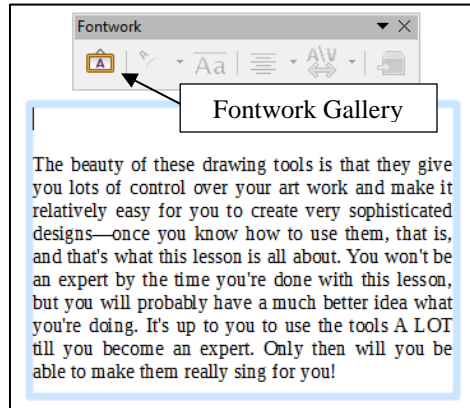 Fontwork
A
Aa
A\V
Fontwork Gallery
The beauty of these drawing tools is that they give
you lots of control over your art work and make it
relatively easy for you to create very sophisticated
designs—once you know how to use them, that is,
and that's what this lesson is all about. You won't be
an expert by the time you're done with this lesson,
but you will probably have a much better idea what
you're doing. It's up to you to use the tools A LOT
till you become an expert. Only then will you be
able to make them really sing for you!